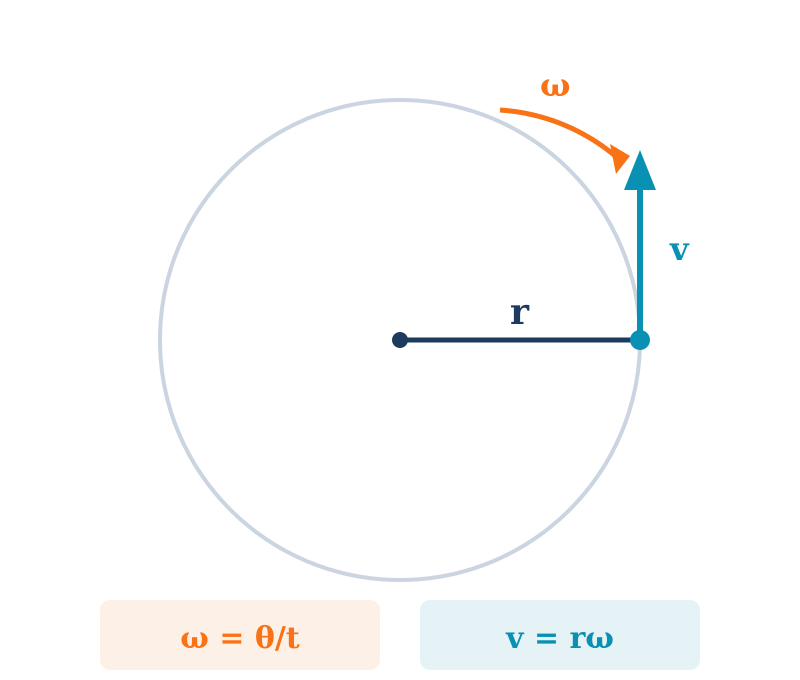 ω
v
r
ω = θ/t
v = rω